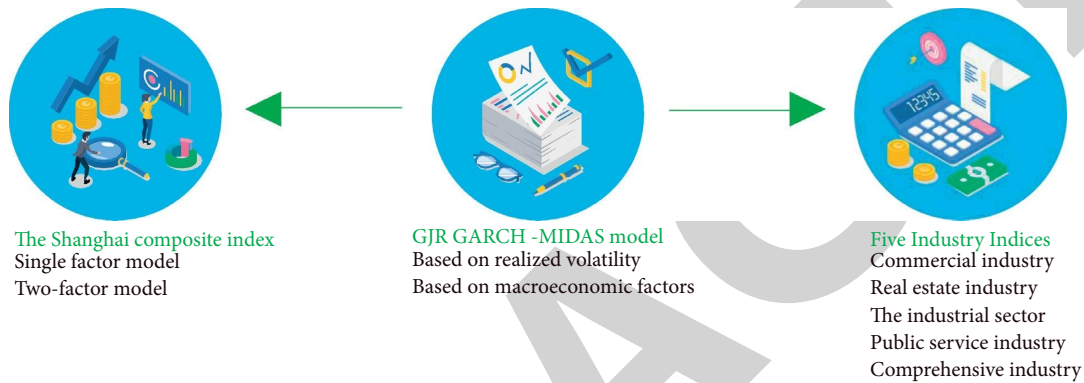 12345
The Shanghai composite index
Single factor model
Two-factor model
GJR GARCH -MIDAS model
Based on realized volatility
Based on macroeconomic factors
Five Industry Indices
Commercial industry
Real estate industry
The industrial sector
Public service industry
Comprehensive industry